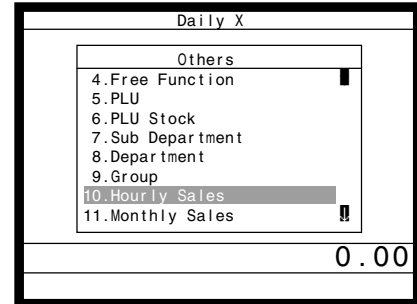 Daily X
Others
4.Free Function
5.PLU
6.PLU Stock
7.Sub Department
8.Department
9.Group
10.Hourly Sales
11.Monthly Sales
0.00